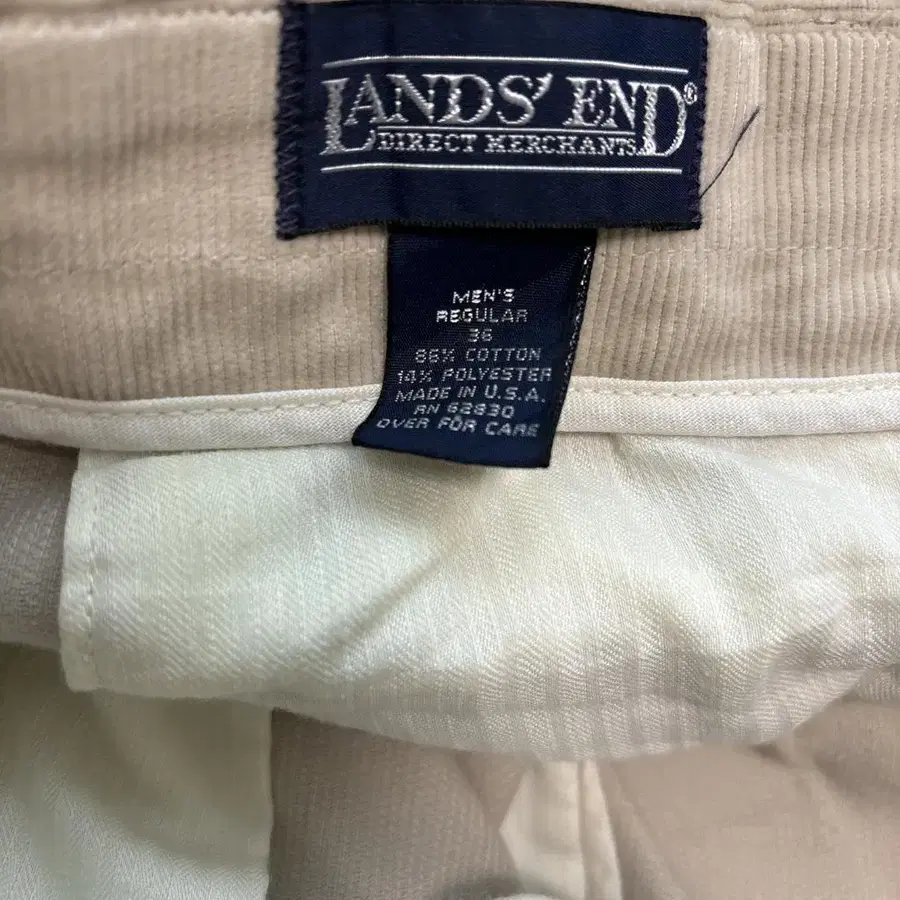 LANDS' END®
DIRECT MERCHANTS
MEN'S
REGULAR
36
86% COTTON
14% POLYESTER
MADE IN U.S.A.
RN 62830
OVER FOR CARE